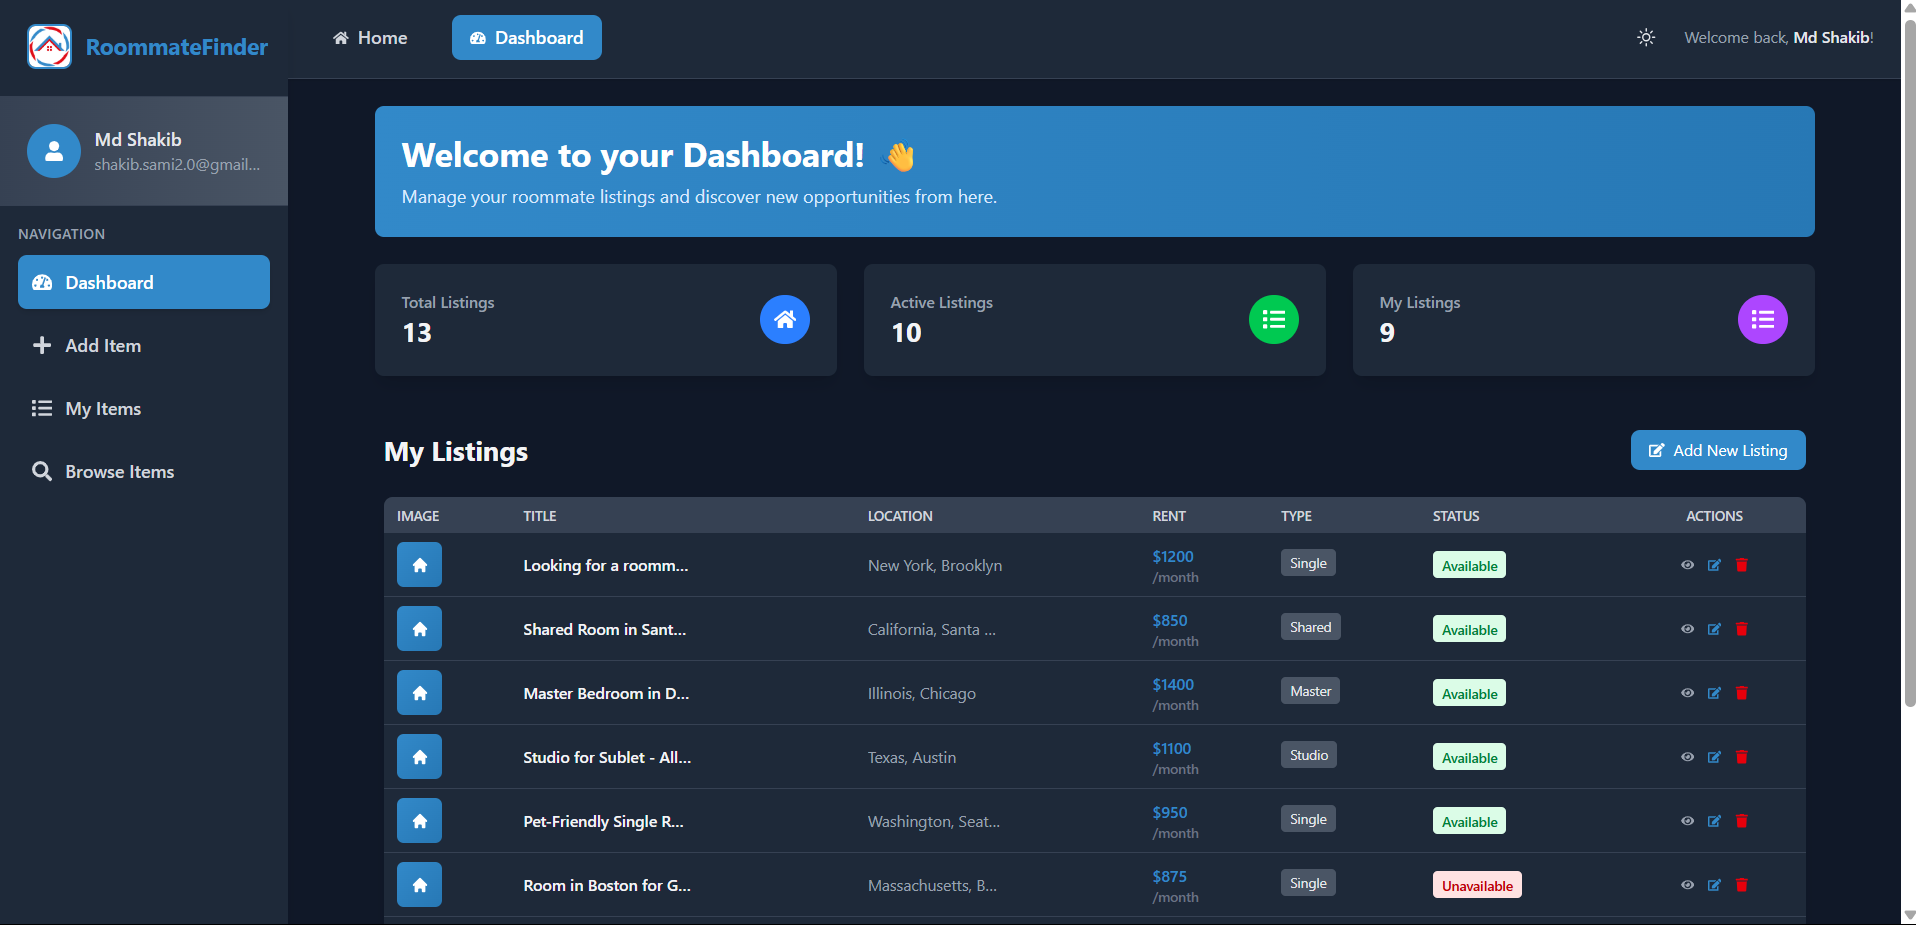 RoommateFinder
Home
Dashboard
Welcome back, Md Shakib!
Md Shakib
shakib.sami2.0@gmail...
NAVIGATION
Dashboard
Add Item
My Items
Browse Items
Welcome to your Dashboard! 👋
Manage your roommate listings and discover new opportunities from here.
Total Listings
13
Active Listings
10
My Listings
9
My Listings
Add New Listing
IMAGE TITLE LOCATION RENT TYPE STATUS ACTIONS
Looking for a roomm... New York, Brooklyn $1200 /month Single Available
Shared Room in Sant... California, Santa ... $850 /month Shared Available
Master Bedroom in D... Illinois, Chicago $1400 /month Master Available
Studio for Sublet - All... Texas, Austin $1100 /month Studio Available
Pet-Friendly Single R... Washington, Seat... $950 /month Single Available
Room in Boston for G... Massachusetts, B... $875 /month Single Unavailable